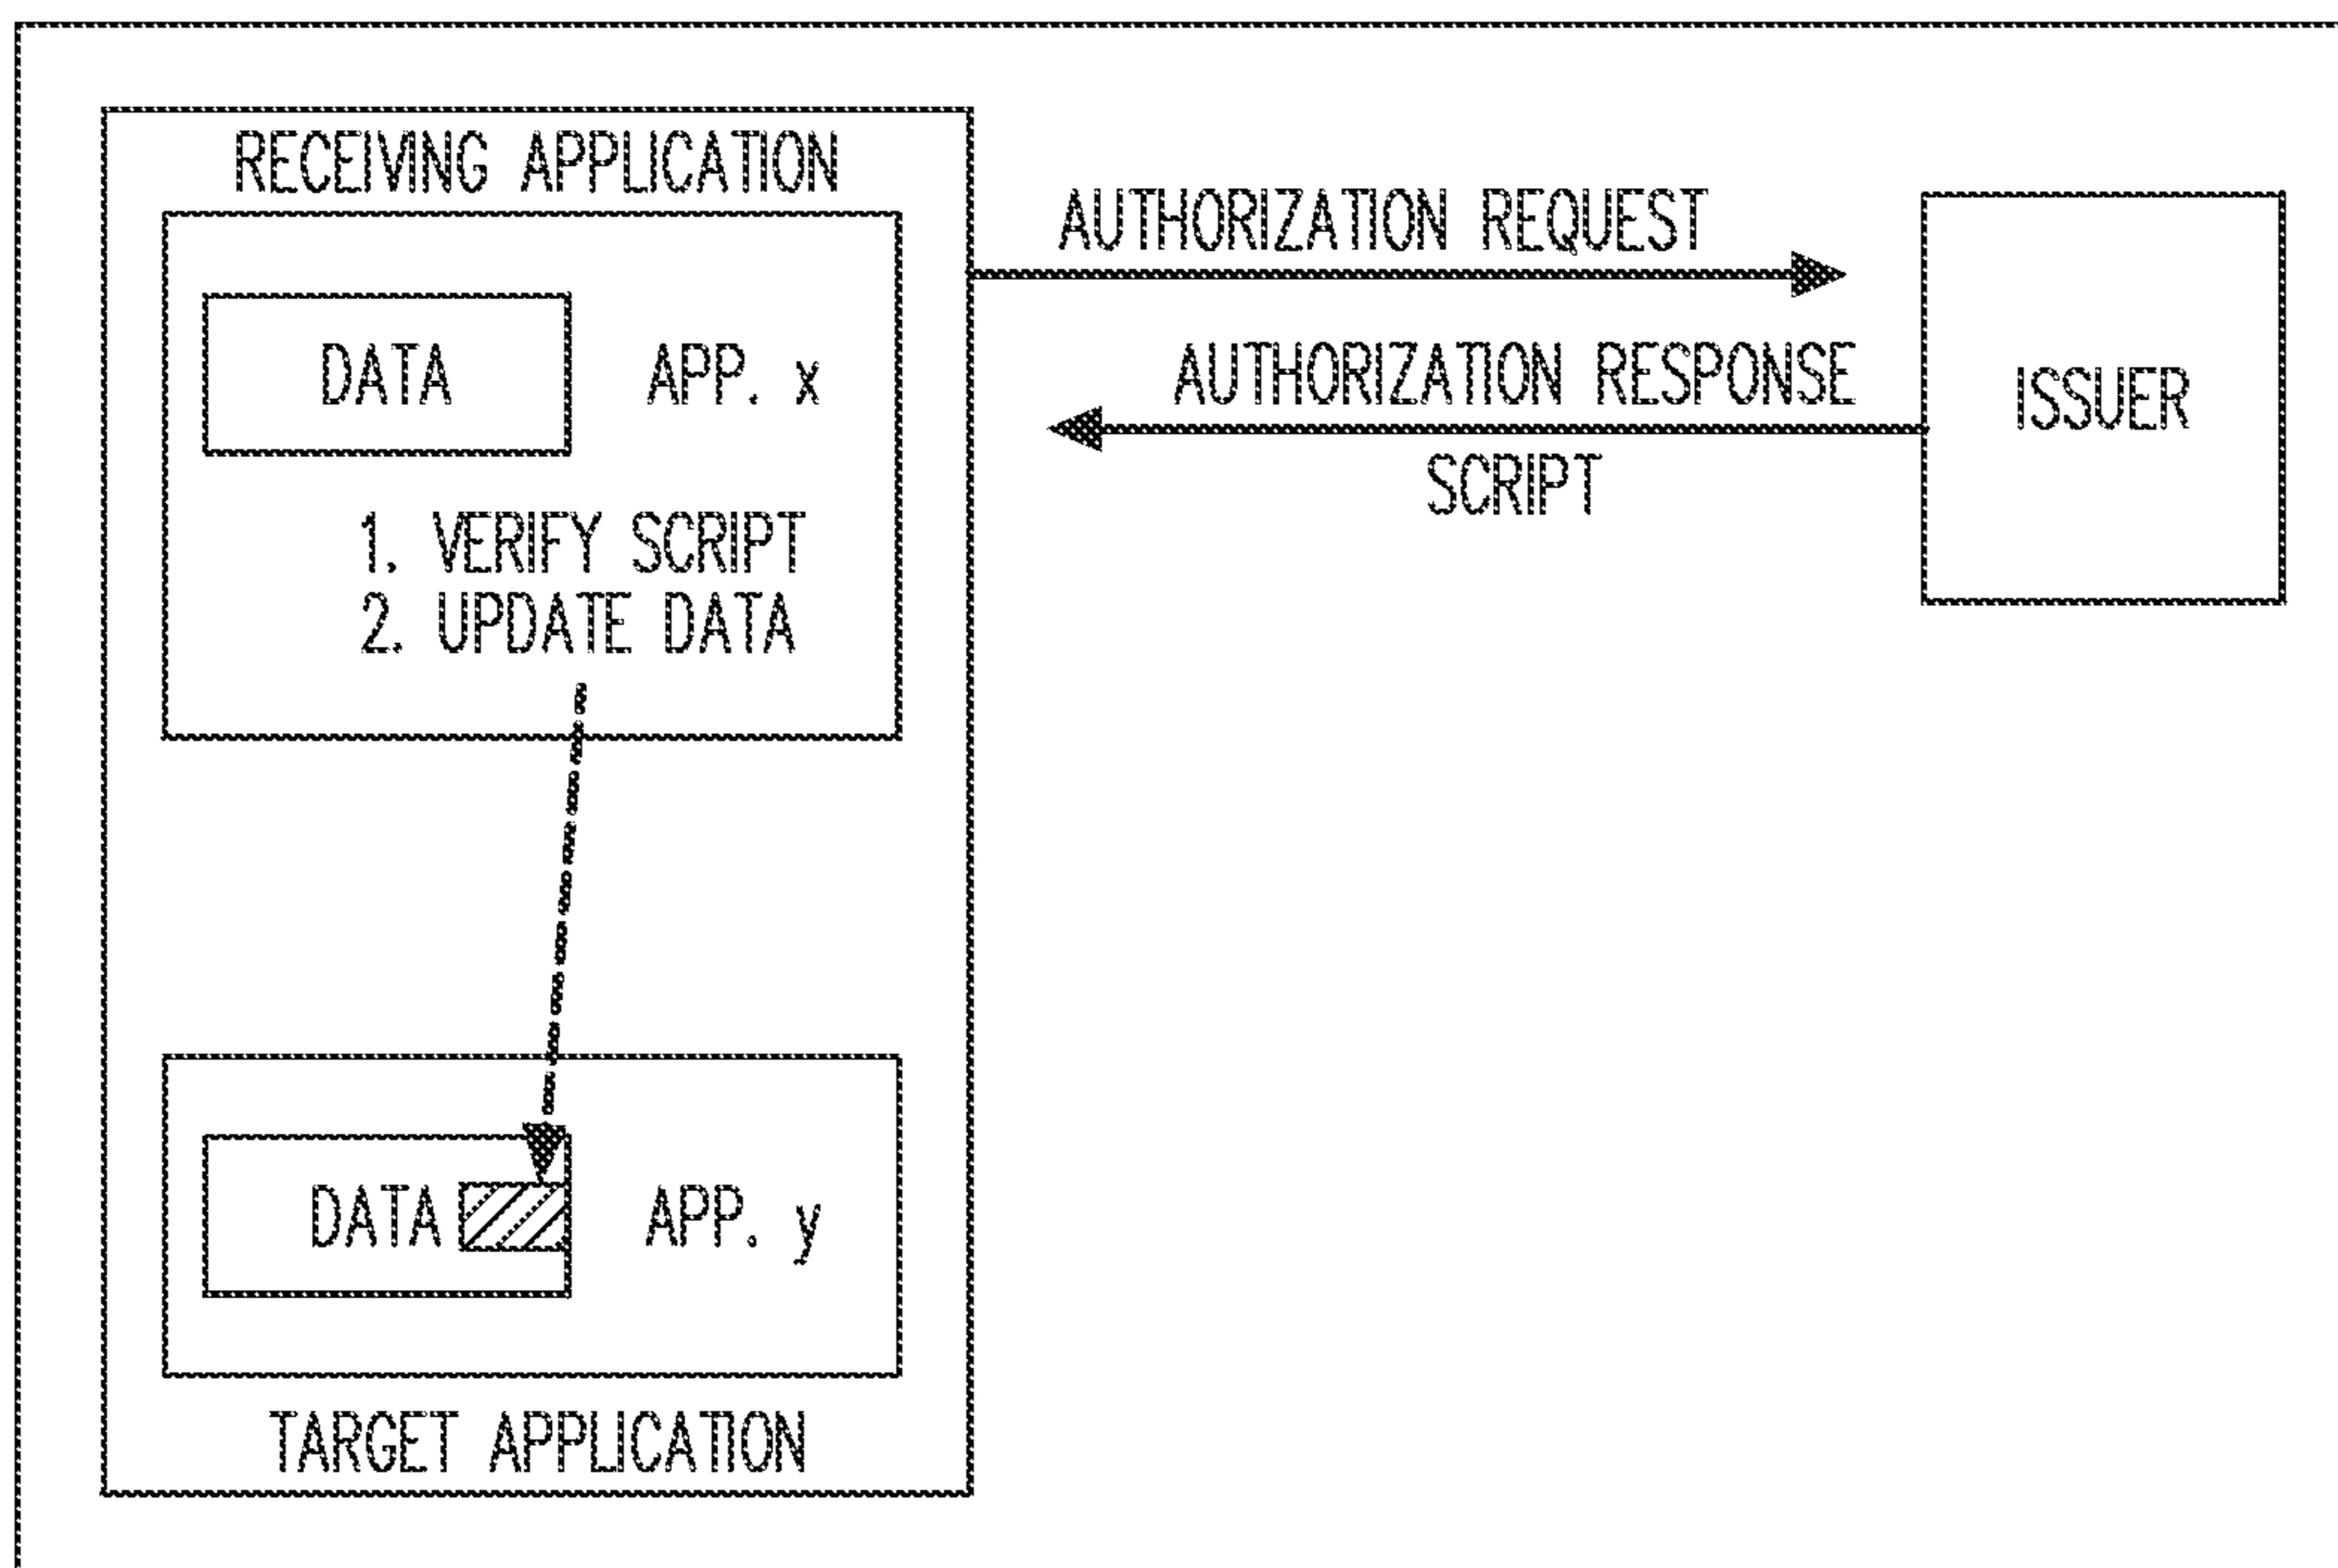 RECEIVING APPLICATION
DATA
APP. x
1. VERIFY SCRIPT
2. UPDATE DATA
AUTHORIZATION REQUEST
AUTHORIZATION RESPONSE
SCRIPT
ISSUER
DATA
APP. y
TARGET APPLICATION